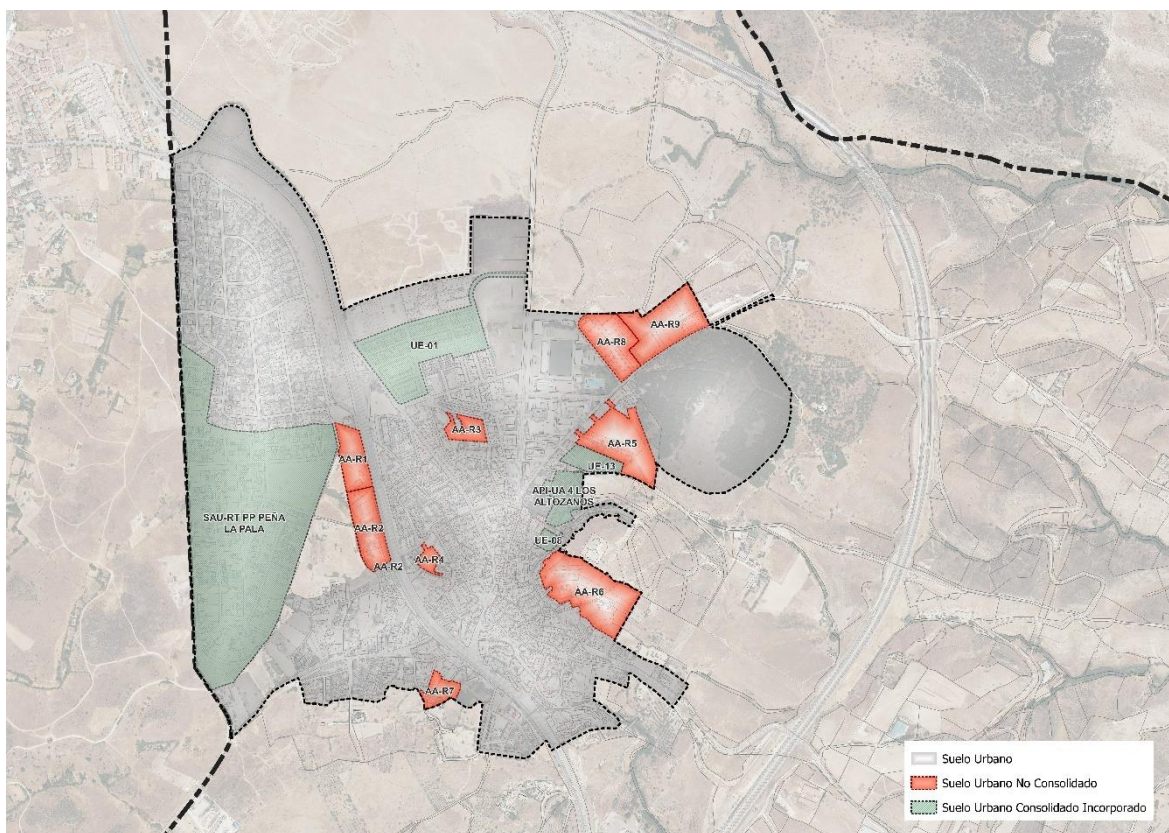 AA-R9
AA-R8
UE-01
AA-R3
AA-R5
AA-R1
UE-13
API-UA 4 LOS
ALTOZANOS
SAU-RT PP PEÑA
LA PALA
AA-R2
UE-08
AA-R4
AA-R2
AA-R6
AA-R7
Suelo Urbano
Suelo Urbano No Consolidado
Suelo Urbano Consolidado Incorporado